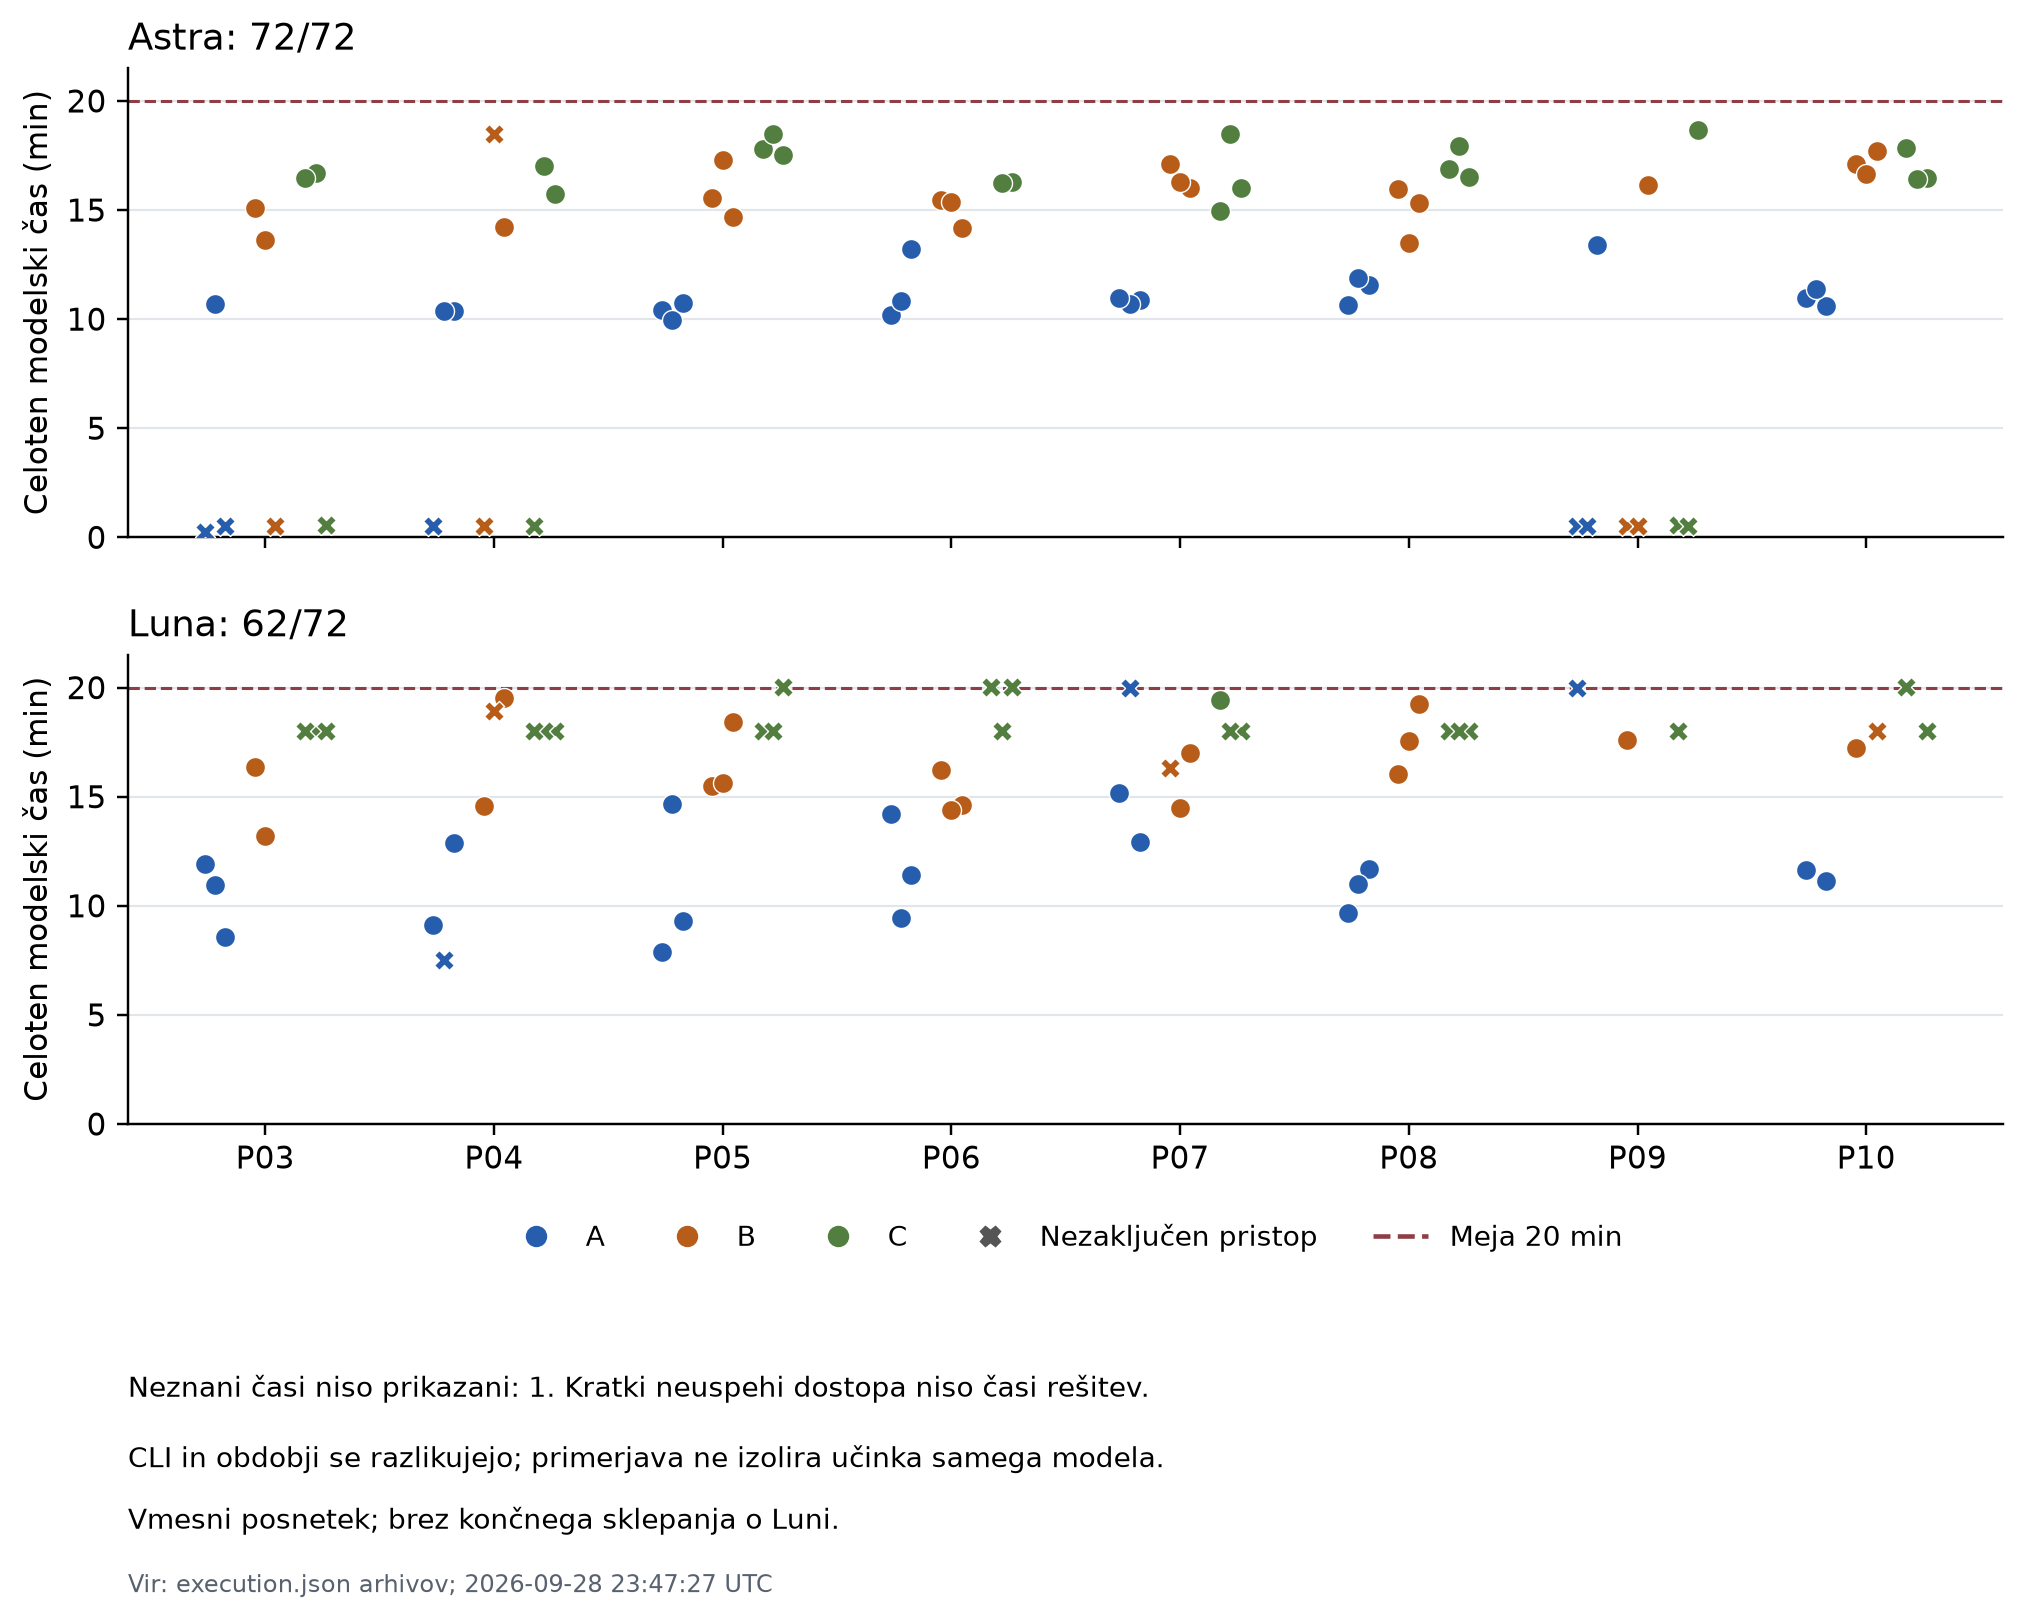 Astra: 72/72
Celoten modelski čas (min)
20
15
10
5
0
Luna: 62/72
Celoten modelski čas (min)
20
15
10
5
0
P03 P04 P05 P06 P07 P08 P09 P10
A B C Nezaključen pristop Meja 20 min
Neznani časi niso prikazani: 1. Kratki neuspehi dostopa niso časi rešitev.
CLI in obdobji se razlikujejo; primerjava ne izolira učinka samega modela.
Vmesni posnetek; brez končnega sklepanja o Luni.
Vir: execution.json arhivov; 2026-09-28 23:47:27 UTC